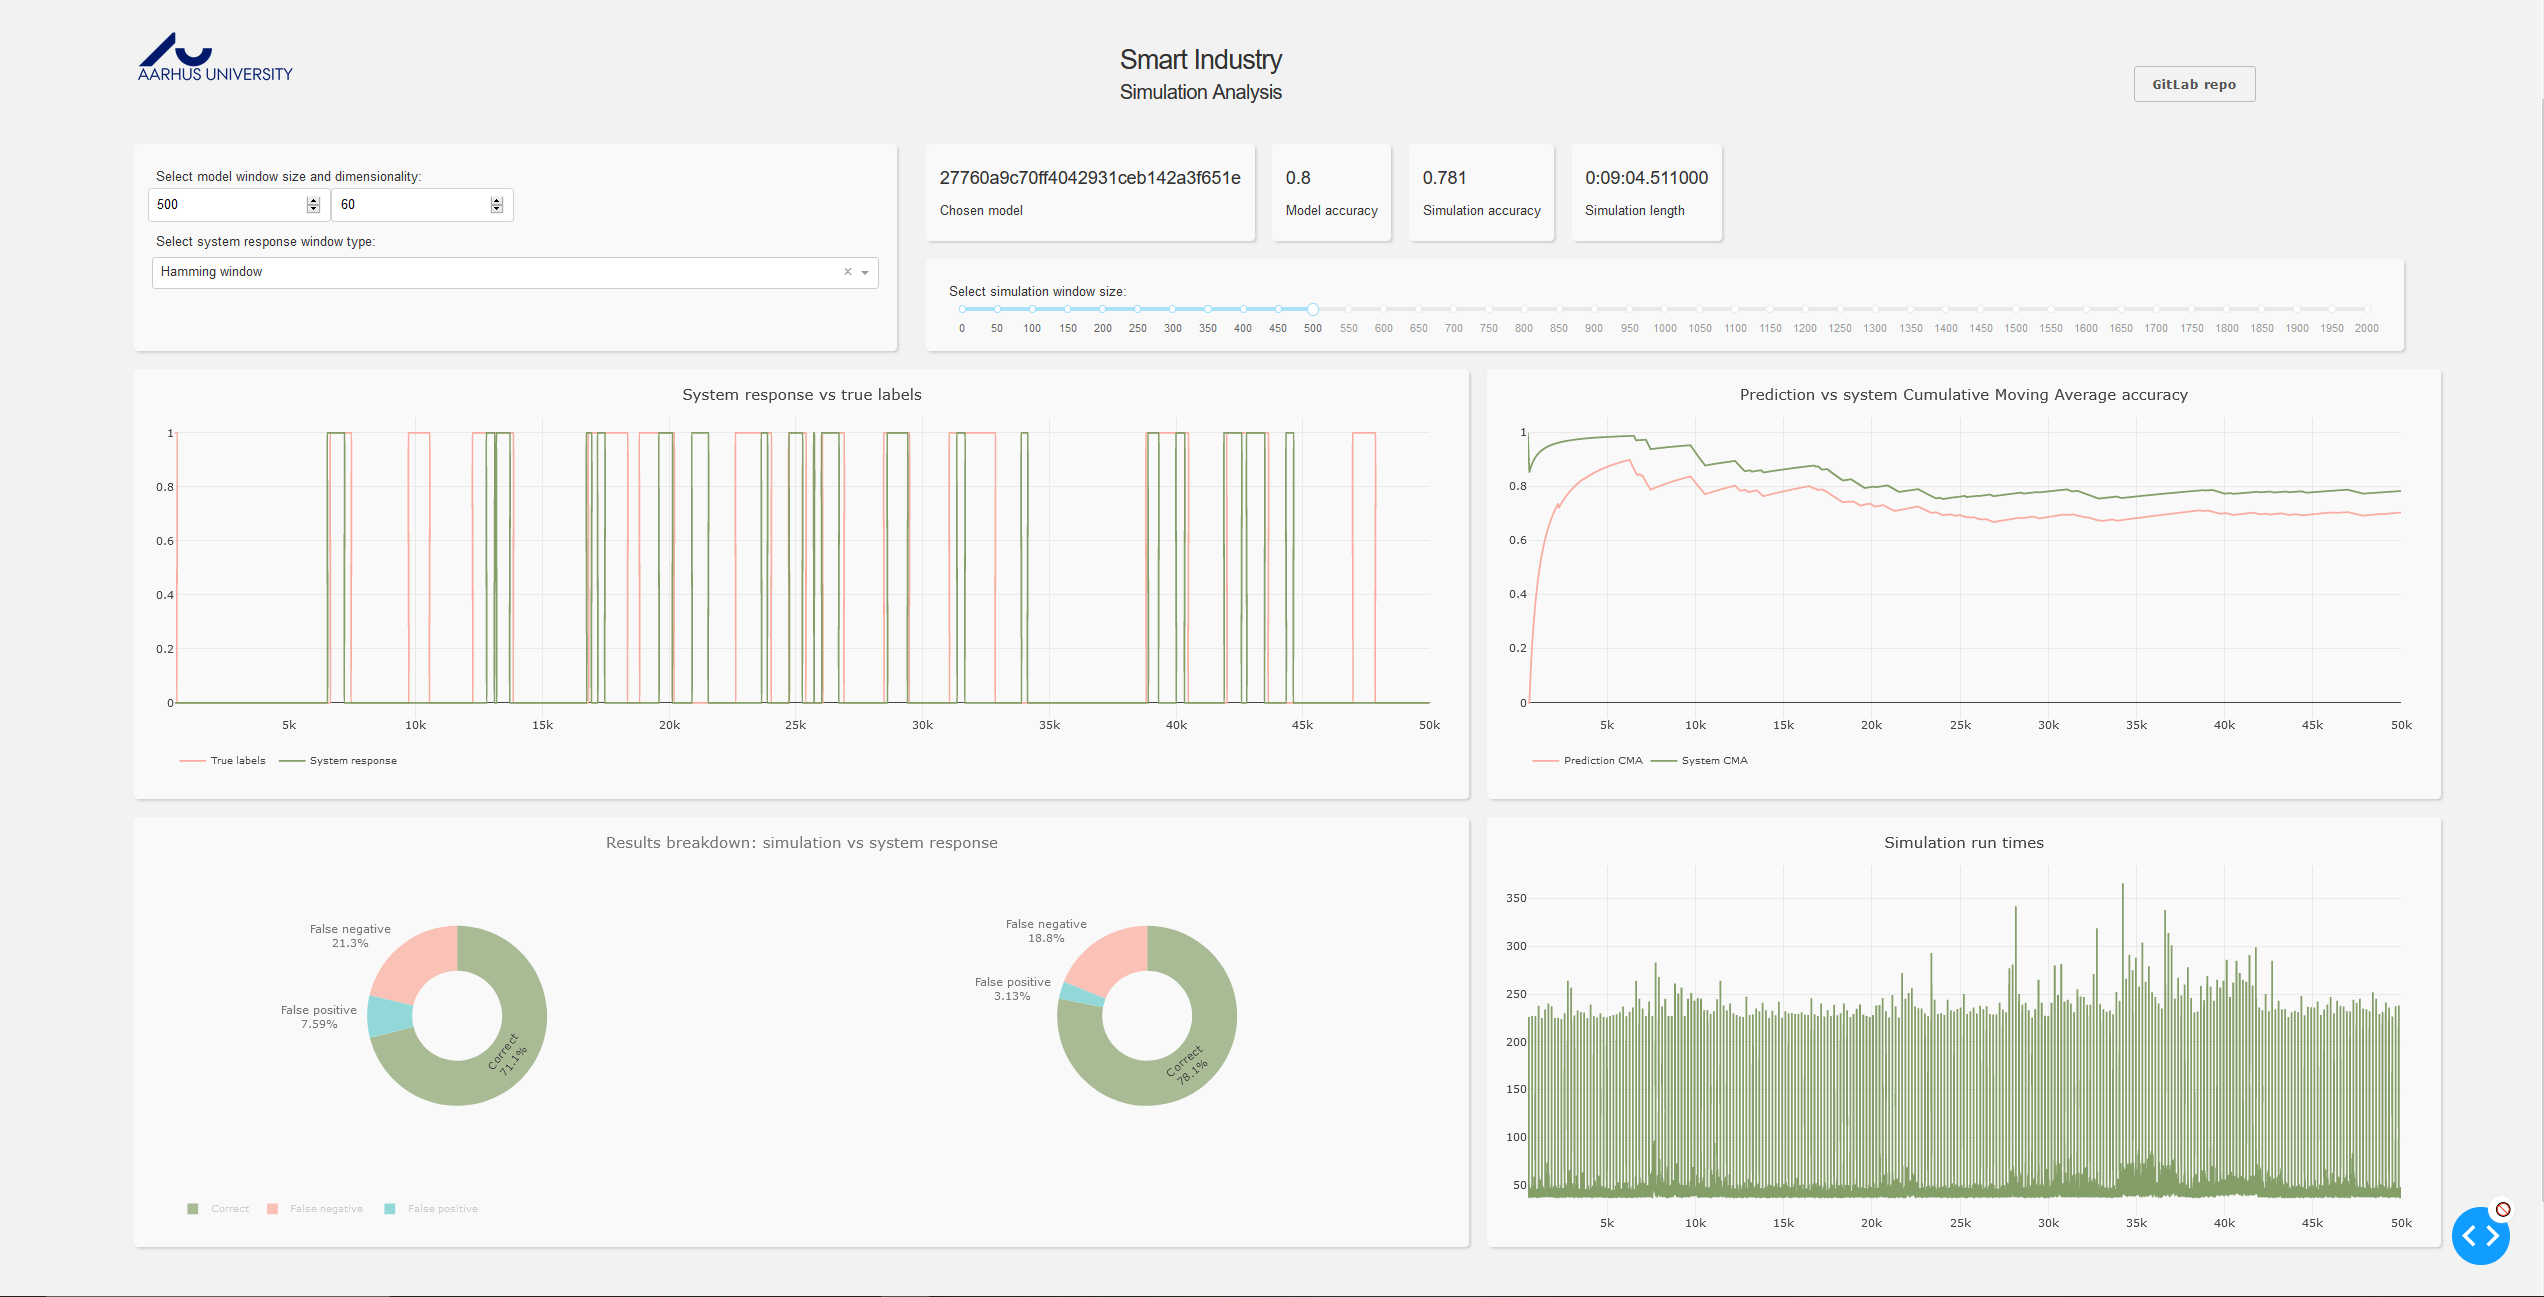 AARHUS UNIVERSITY
Smart Industry
Simulation Analysis
GitLab repo
Select model window size and dimensionality:
500
60
Select system response window type:
Hamming window
27760a9c70ff4042931ceb142a3f651e
Chosen model
0.8
Model accuracy
0.781
Simulation accuracy
0:09:04.511000
Simulation length
Select simulation window size:
0 50 100 150 200 250 300 350 400 450 500 550 600 650 700 750 800 850 900 950 1000 1050 1100 1150 1200 1250 1300 1350 1400 1450 1500 1550 1600 1650 1700 1750 1800 1850 1900 1950 2000
System response vs true labels
1
0.8
0.6
0.4
0.2
0
5k 10k 15k 20k 25k 30k 35k 40k 45k 50k
True labels System response
Prediction vs system Cumulative Moving Average accuracy
1
0.8
0.6
0.4
0.2
0
5k 10k 15k 20k 25k 30k 35k 40k 45k 50k
Prediction CMA System CMA
Results breakdown: simulation vs system response
False negative
21.3%
False positive
7.59%
Correct
71.1%
False negative
18.8%
False positive
3.13%
Correct
78.1%
Correct False negative False positive
Simulation run times
350
300
250
200
150
100
50
5k 10k 15k 20k 25k 30k 35k 40k 45k 50k